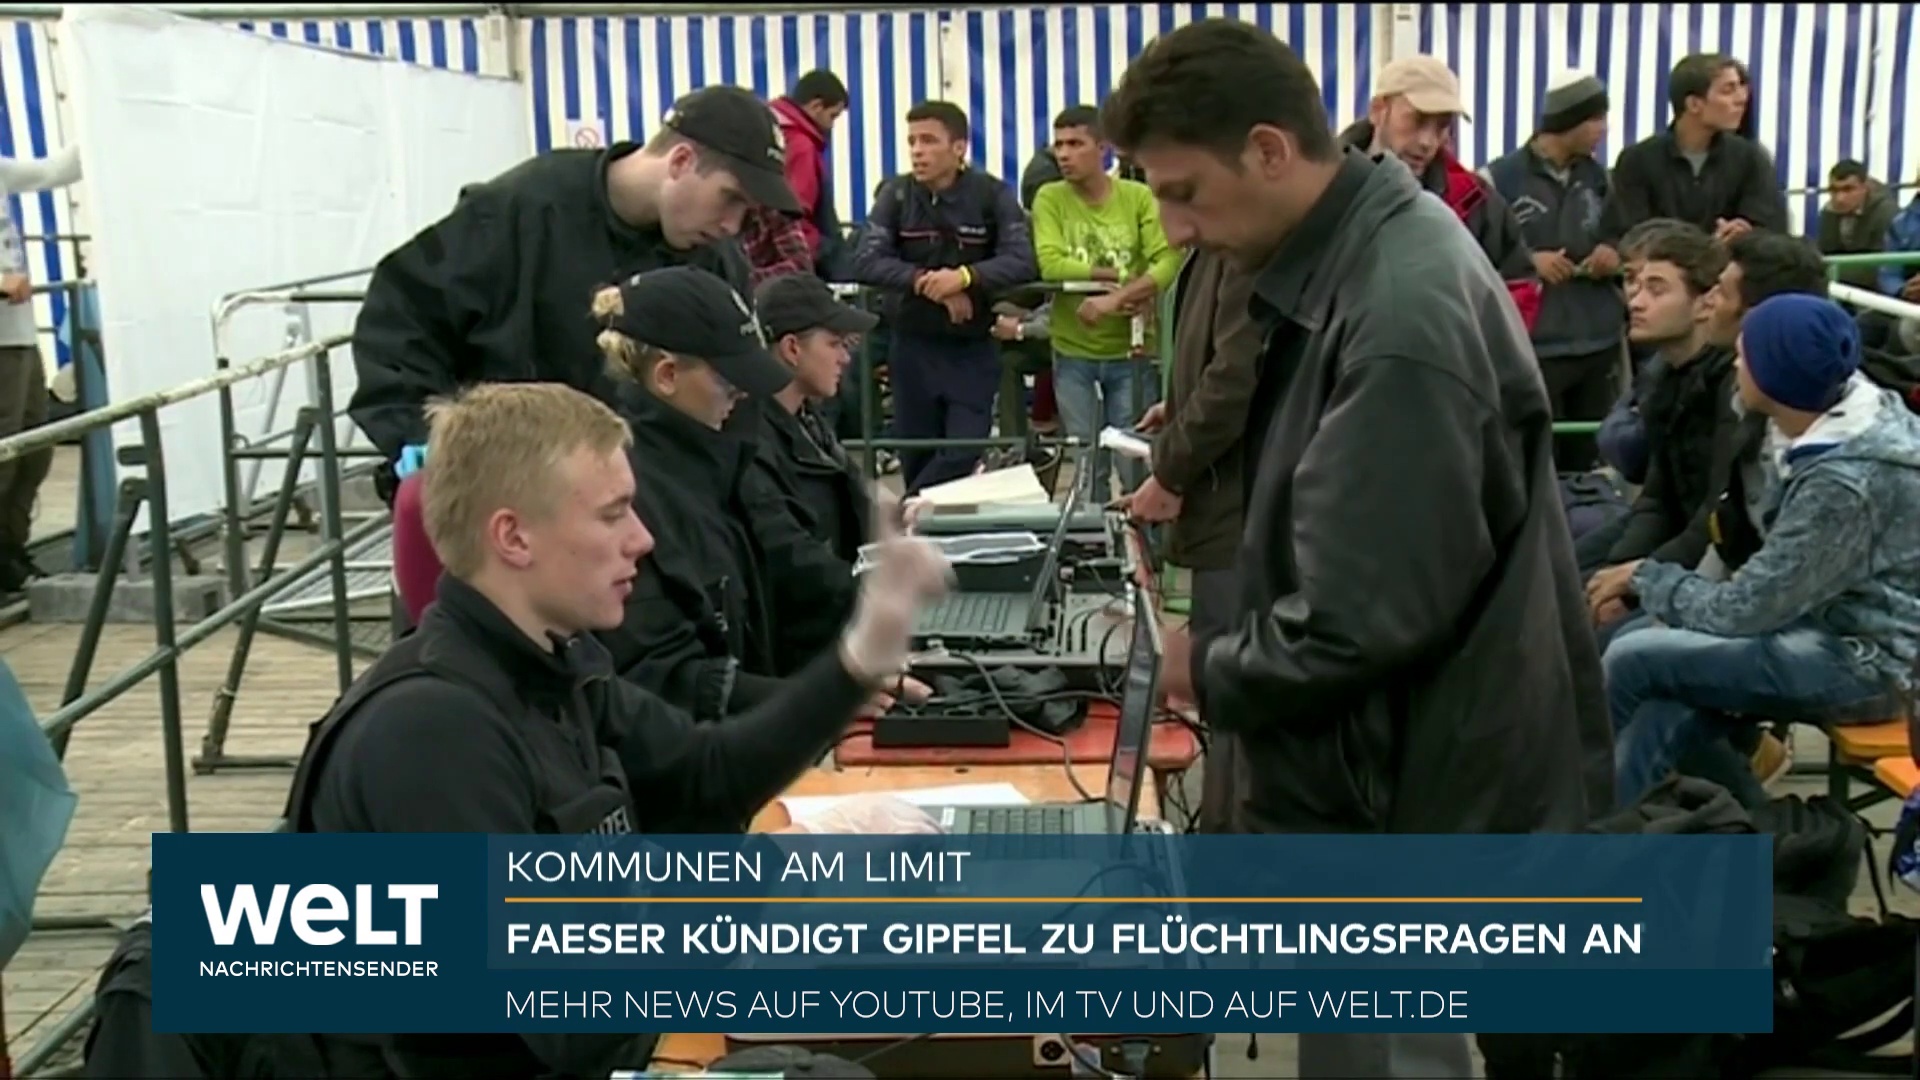 KOMMUNEN AM LIMIT
WELT
NACHRICHTENSENDER
FAESER KÜNDIGT GIPFEL ZU FLÜCHTLINGSFRAGEN AN
MEHR NEWS AUF YOUTUBE, IM TV UND AUF WELT.DE